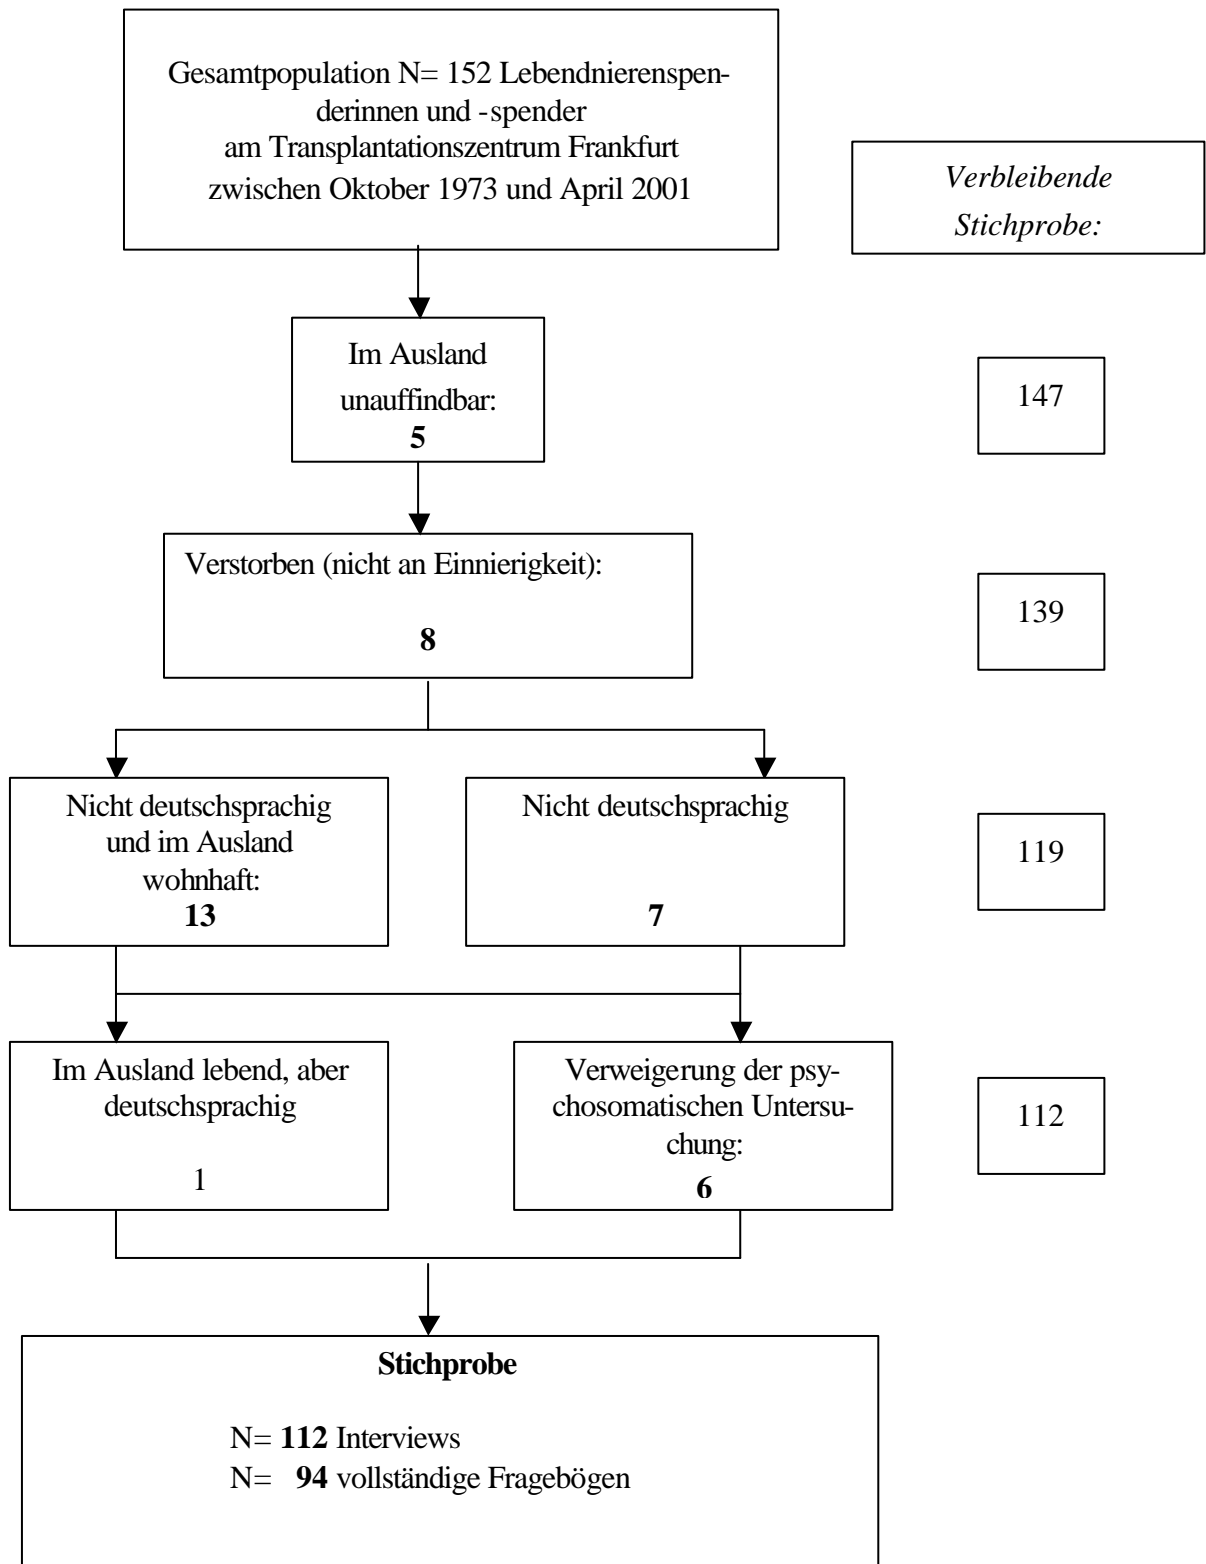 Gesamtpopulation N= 152 Lebendnierenspen-
derinnen und -spender
am Transplantationszentrum Frankfurt
zwischen Oktober 1973 und April 2001
Verbleibende
Stichprobe:
Im Ausland
unauffindbar:
5
147
Verstorben (nicht an Einnierigkeit):
8
139
Nicht deutschsprachig
und im Ausland
wohnhaft:
13
Nicht deutschsprachig
7
119
Im Ausland lebend, aber
deutschsprachig
1
Verweigerung der psy-
chosomatischen Untersu-
chung:
6
112
Stichprobe
N= 112 Interviews
N= 94 vollständige Fragebögen